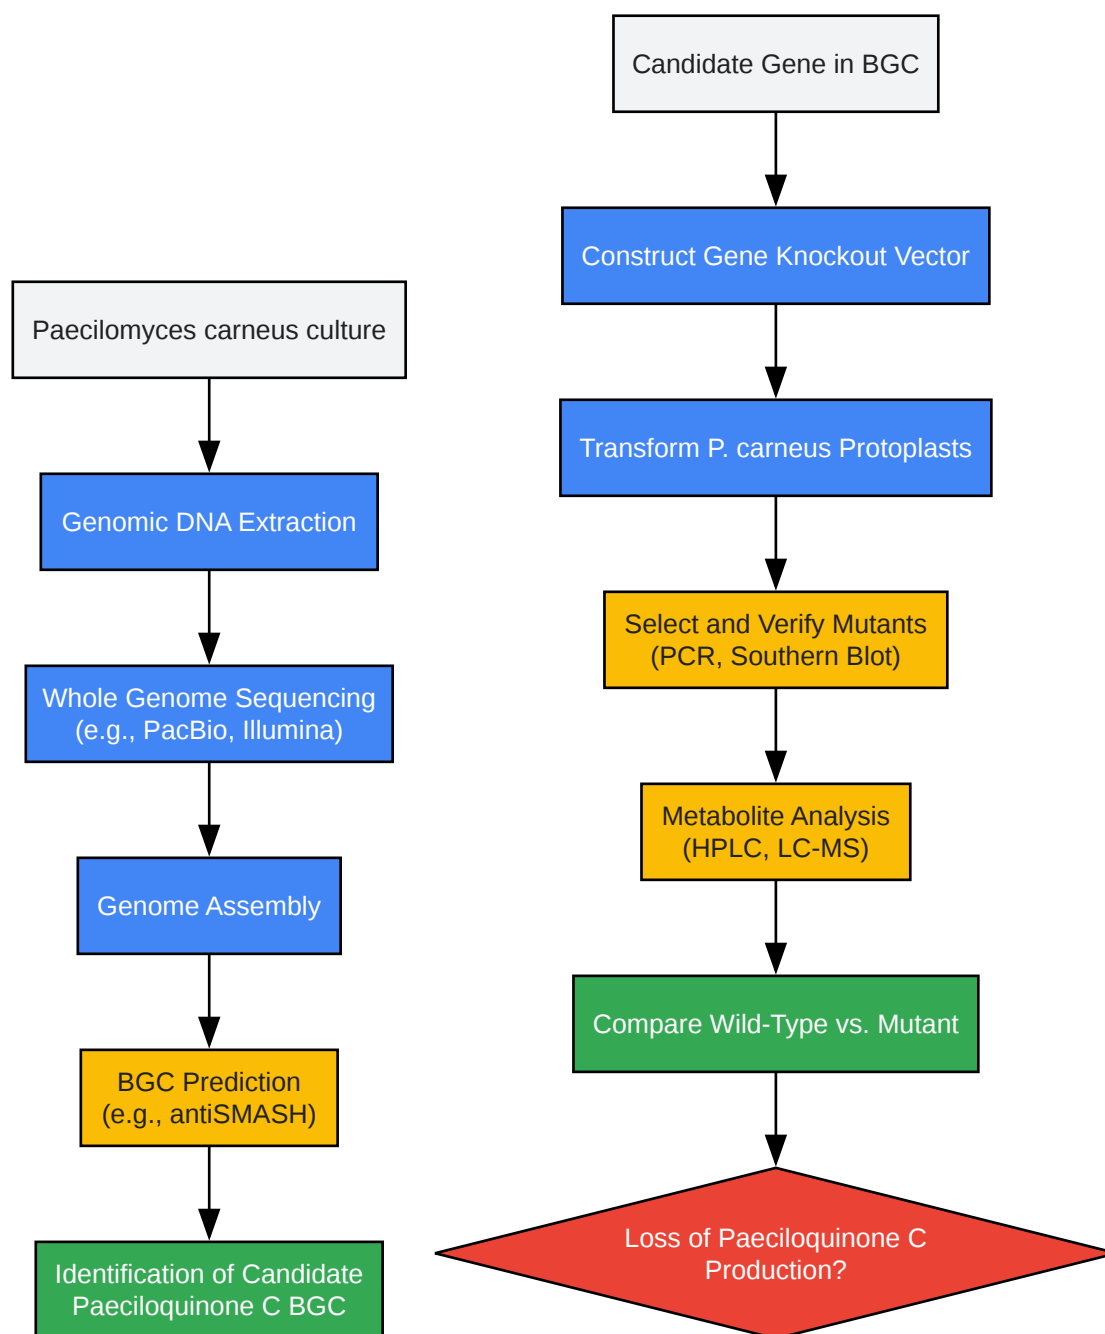 Paecilomyces carneus culture
Genomic DNA Extraction
Whole Genome Sequencing
(e.g., PacBio, Illumina)
Genome Assembly
BGC Prediction
(e.g., antiSMASH)
Identification of Candidate
Paeciloquinone C BGC
Candidate Gene in BGC
Construct Gene Knockout Vector
Transform P. carneus Protoplasts
Select and Verify Mutants
(PCR, Southern Blot)
Metabolite Analysis
(HPLC, LC-MS)
Compare Wild-Type vs. Mutant
Loss of Paeciloquinone C
Production?